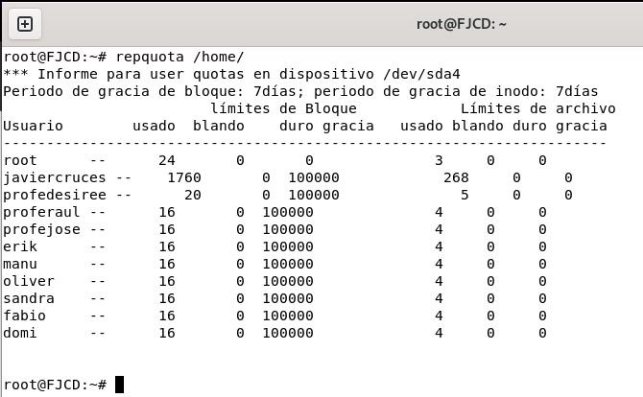 root@FJCD: ~
root@FJCD:~# repquota /home/
*** Informe para user quotas en dispositivo /dev/sda4
Periodo de gracia de bloque: 7días; periodo de gracia de inodo: 7días
                        límites de Bloque            Límites de archivo
Usuario        usado  blando    duro gracia   usado blando duro gracia
----------------------------------------------------------------------
root      --      24       0       0              3     0     0
javiercruces --    1760       0  100000            268     0     0
profedesiree --      20       0  100000              5     0     0
proferaul --      16       0  100000              4     0     0
profejose --      16       0  100000              4     0     0
erik      --      16       0  100000              4     0     0
manu      --      16       0  100000              4     0     0
oliver    --      16       0  100000              4     0     0
sandra    --      16       0  100000              4     0     0
fabio     --      16       0  100000              4     0     0
domi      --      16       0  100000              4     0     0
root@FJCD:~#